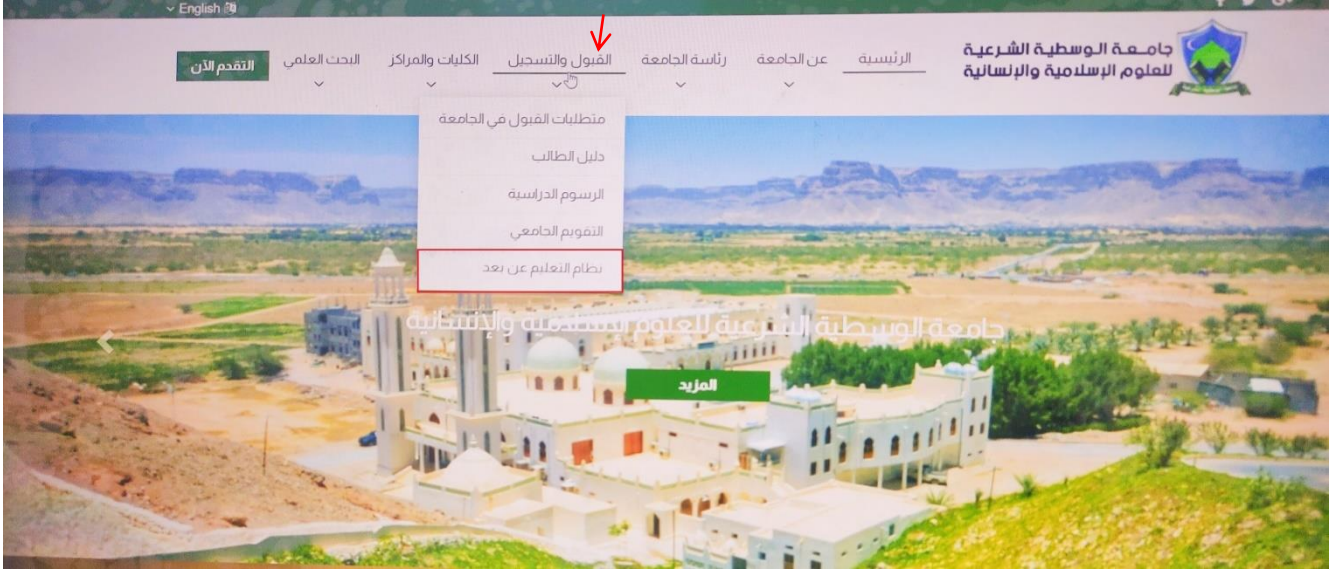 English
جامعة الوسطية الشرعية
للعلوم الإسلامية والإنسانية
الرئيسية
عن الجامعة
رئاسة الجامعة
القبول والتسجيل
الكليات والمراكز
البحث العلمي
التقدم الآن
متطلبات القبول في الجامعة
دليل الطالب
الرسوم الدراسية
التقويم الجامعي
نظام التعليم عن بعد
جامعة الوسطية الشرعية للعلوم الإسلامية والإنسانية
المزيد